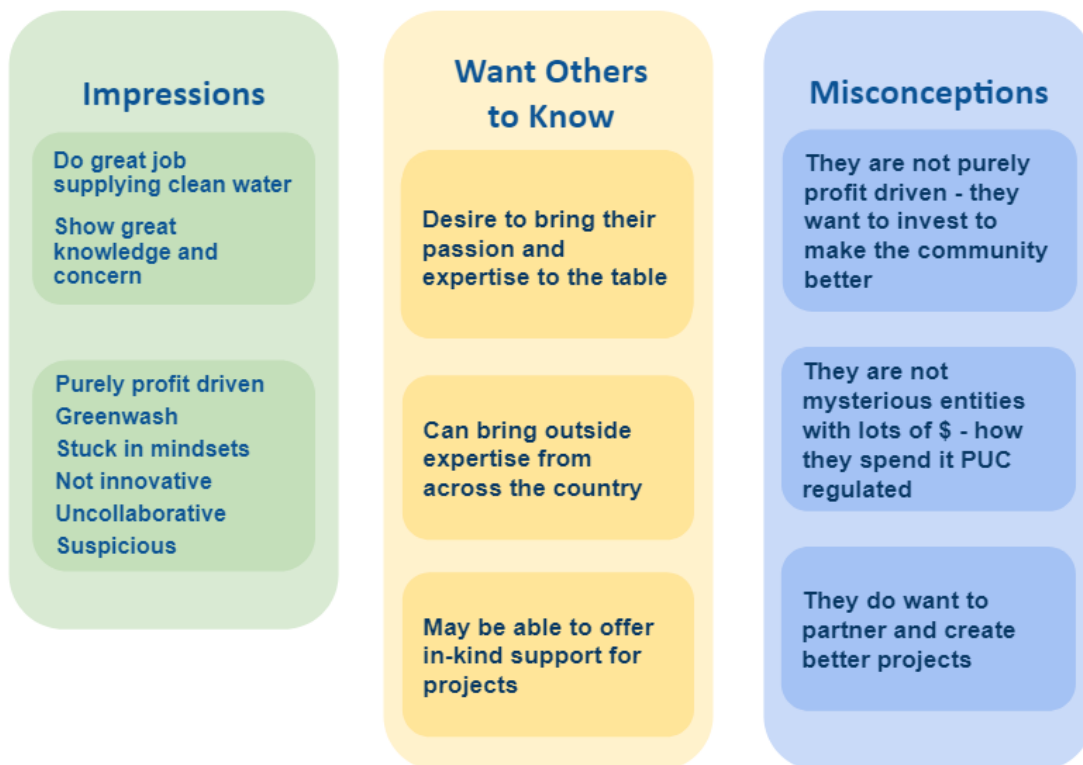 Impressions
Do great job
supplying clean water
Show great
knowledge and
concern
Purely profit driven
Greenwash
Stuck in mindsets
Not innovative
Uncollaborative
Suspicious
Want Others
to Know
Desire to bring their
passion and
expertise to the table
Can bring outside
expertise from
across the country
May be able to offer
in-kind support for
projects
Misconceptions
They are not purely
profit driven - they
want to invest to
make the community
better
They are not
mysterious entities
with lots of $ - how
they spend it PUC
regulated
They do want to
partner and create
better projects